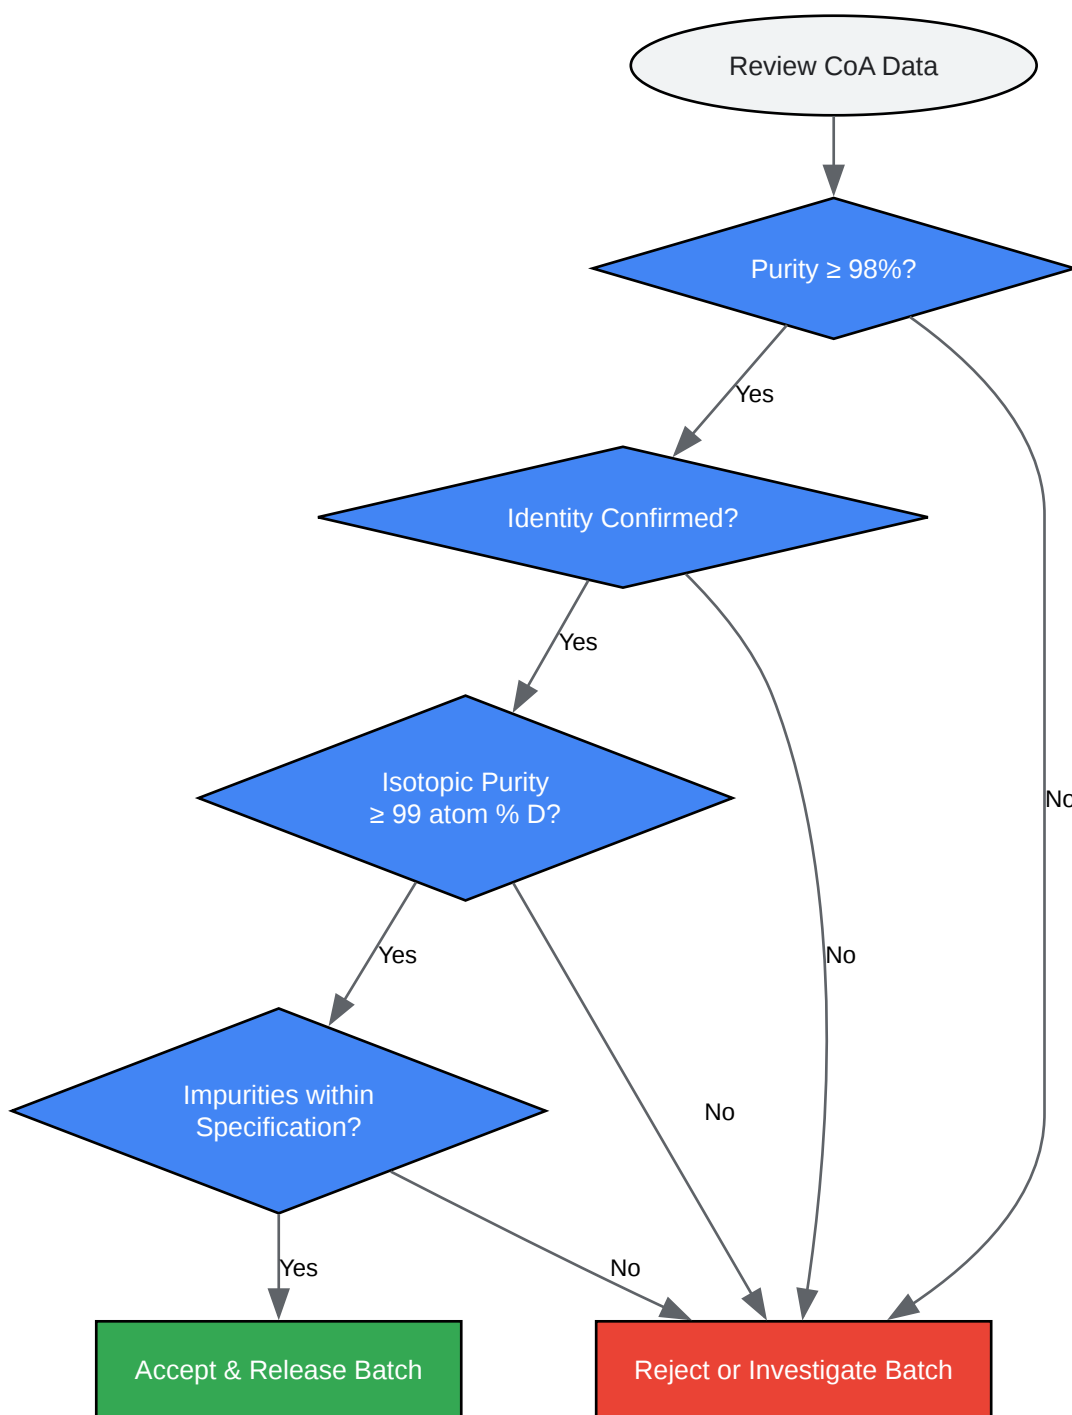 Review CoA Data
Purity ≥ 98%?
Yes
Identity Confirmed?
Yes
Isotopic Purity
≥ 99 atom % D?
No
Yes
No
Impurities within
Specification?
No
Yes
No
Accept & Release Batch
Reject or Investigate Batch